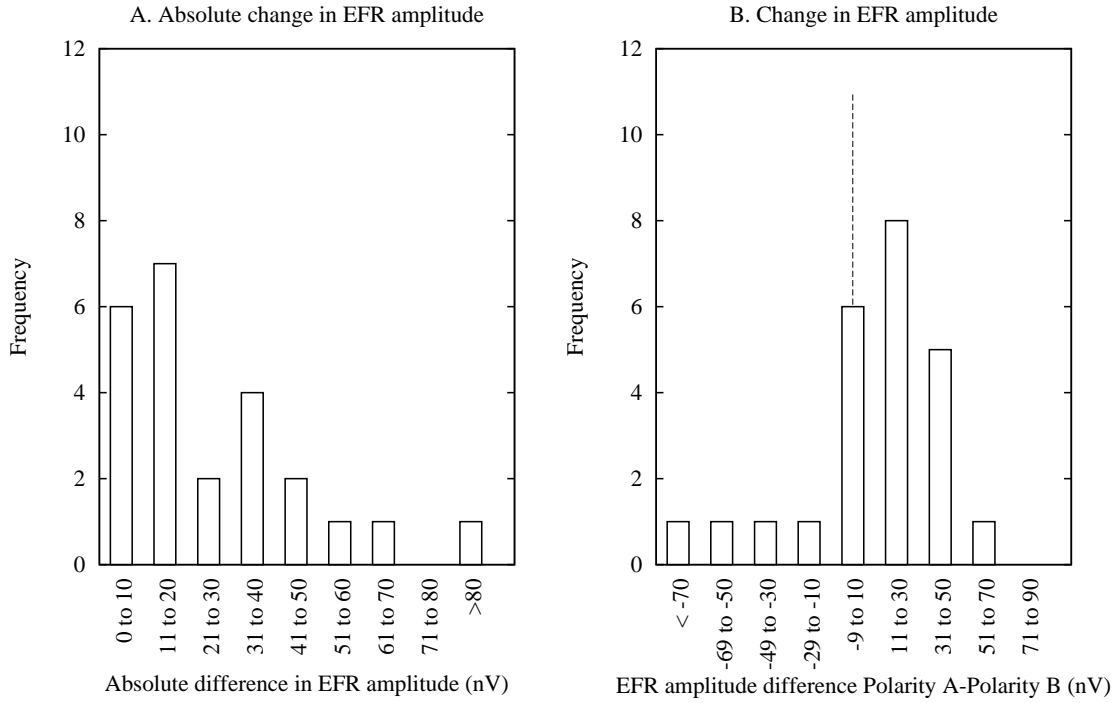 A. Absolute change in EFR amplitude
12
10
8
6
4
2
0
Frequency
0 to 10
11 to 20
21 to 30
31 to 40
41 to 50
51 to 60
61 to 70
71 to 80
>80
Absolute difference in EFR amplitude (nV)
B. Change in EFR amplitude
12
10
8
6
4
2
0
Frequency
< -70
-69 to -50
-49 to -30
-29 to -10
-9 to 10
11 to 30
31 to 50
51 to 70
71 to 90
EFR amplitude difference Polarity A-Polarity B (nV)